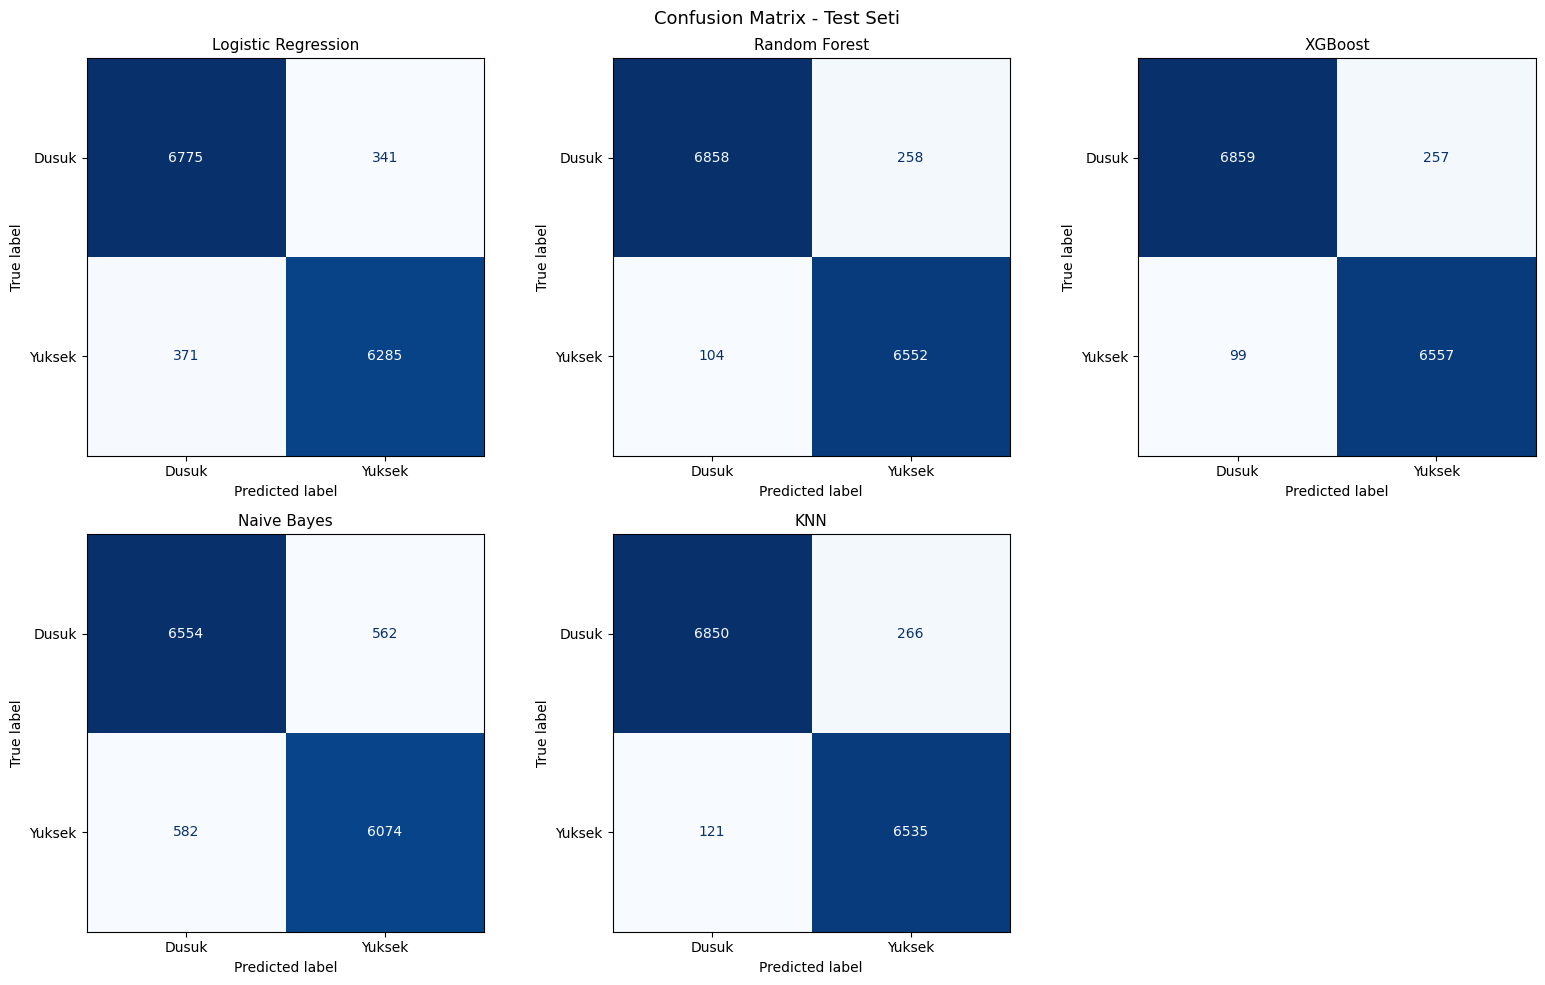 Confusion Matrix - Test Seti
Logistic Regression
Dusuk
6775
341
True label
Yuksek
371
6285
Dusuk
Yuksek
Predicted label
Random Forest
Dusuk
6858
258
True label
Yuksek
104
6552
Dusuk
Yuksek
Predicted label
XGBoost
Dusuk
6859
257
True label
Yuksek
99
6557
Dusuk
Yuksek
Predicted label
Naive Bayes
Dusuk
6554
562
True label
Yuksek
582
6074
Dusuk
Yuksek
Predicted label
KNN
Dusuk
6850
266
True label
Yuksek
121
6535
Dusuk
Yuksek
Predicted label